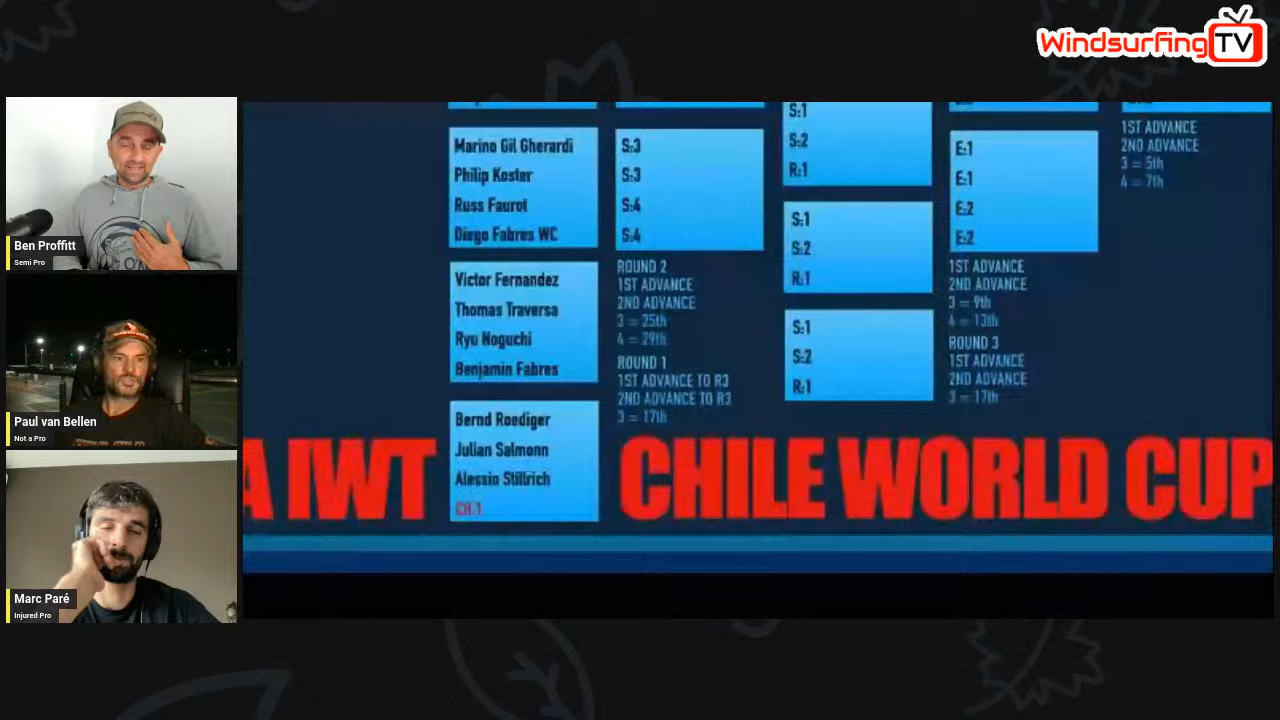 Windsurfing TV
Ben Proffitt
Semi Pro
Paul van Bellen
Not a Pro
Marc Paré
Injured Pro
Marino Gil Gherardi
Philip Koster
Russ Faurot
Diego Fabres WC
Victor Fernandez
Thomas Traversa
Ryu Noguchi
Benjamin Fabres
Bernd Roediger
Julian Salmonn
Alessio Stillrich
CH.1
S:3
S:3
S:4
S:4
ROUND 2
1ST ADVANCE
2ND ADVANCE
3 = 25th
4 = 29th
ROUND 1
1ST ADVANCE TO R3
2ND ADVANCE TO R3
3 = 17th
S:1
S:2
R:1
S:1
S:2
R:1
S:1
S:2
R:1
E:1
E:1
E:2
E:2
1ST ADVANCE
2ND ADVANCE
3 = 9th
4 = 13th
ROUND 3
1ST ADVANCE
2ND ADVANCE
3 = 17th
1ST ADVANCE
2ND ADVANCE
3 = 5th
4 = 7th
A IWT CHILE WORLD CUP